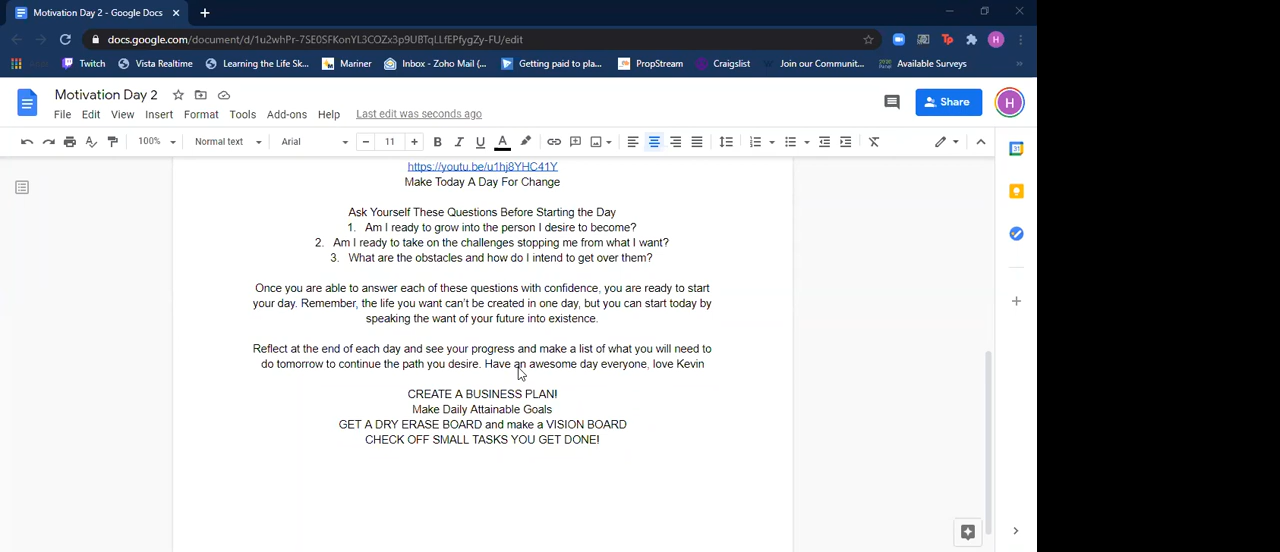 Motivation Day 2 - Google Docs
docs.google.com/document/d/1u2whPr-7SE0SFKonYL3COZx3p9UBTqLLfEPfygZy-FU/edit
Twitch Vista Realtime Learning the Life Sk... Mariner Inbox - Zoho Mail (... Getting paid to pla... PropStream Craigslist Join our Communit... Available Surveys
Motivation Day 2
File Edit View Insert Format Tools Add-ons Help Last edit was seconds ago
Share
H
100% Normal text Arial 11 B I U A
https://youtu.be/u1hj8YHC41Y
Make Today A Day For Change
Ask Yourself These Questions Before Starting the Day
1. Am I ready to grow into the person I desire to become?
2. Am I ready to take on the challenges stopping me from what I want?
3. What are the obstacles and how do I intend to get over them?
Once you are able to answer each of these questions with confidence, you are ready to start
your day. Remember, the life you want can't be created in one day, but you can start today by
speaking the want of your future into existence.
Reflect at the end of each day and see your progress and make a list of what you will need to
do tomorrow to continue the path you desire. Have an awesome day everyone, love Kevin
CREATE A BUSINESS PLAN!
Make Daily Attainable Goals
GET A DRY ERASE BOARD and make a VISION BOARD
CHECK OFF SMALL TASKS YOU GET DONE!